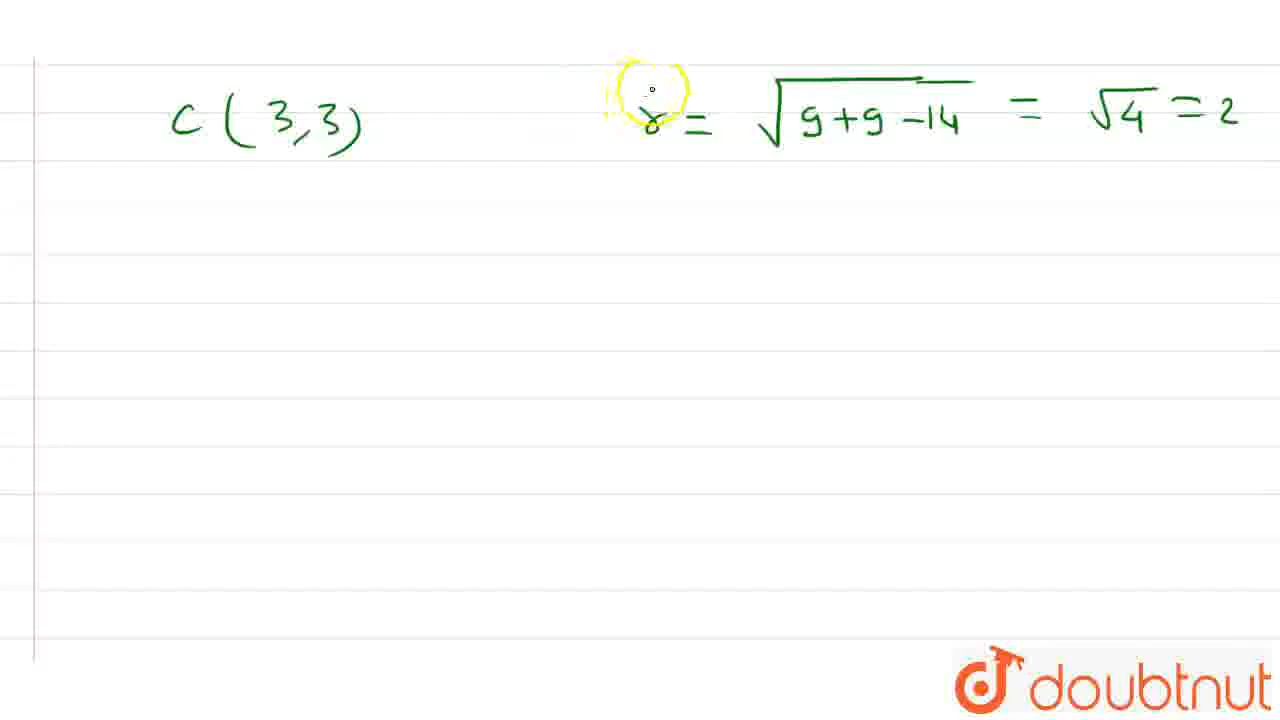 C (3,3) r = √9+9-14 = √4 = 2
doubtnut